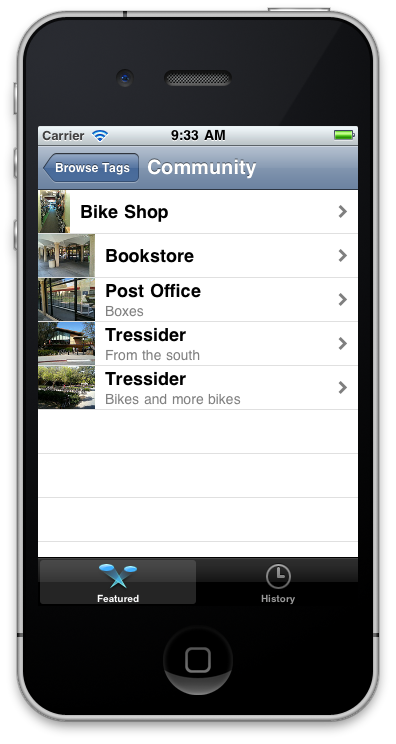 Carrier 9:33 AM
Browse Tags Community
Bike Shop
Bookstore
Post Office
Boxes
Tressider
From the south
Tressider
Bikes and more bikes
Featured History